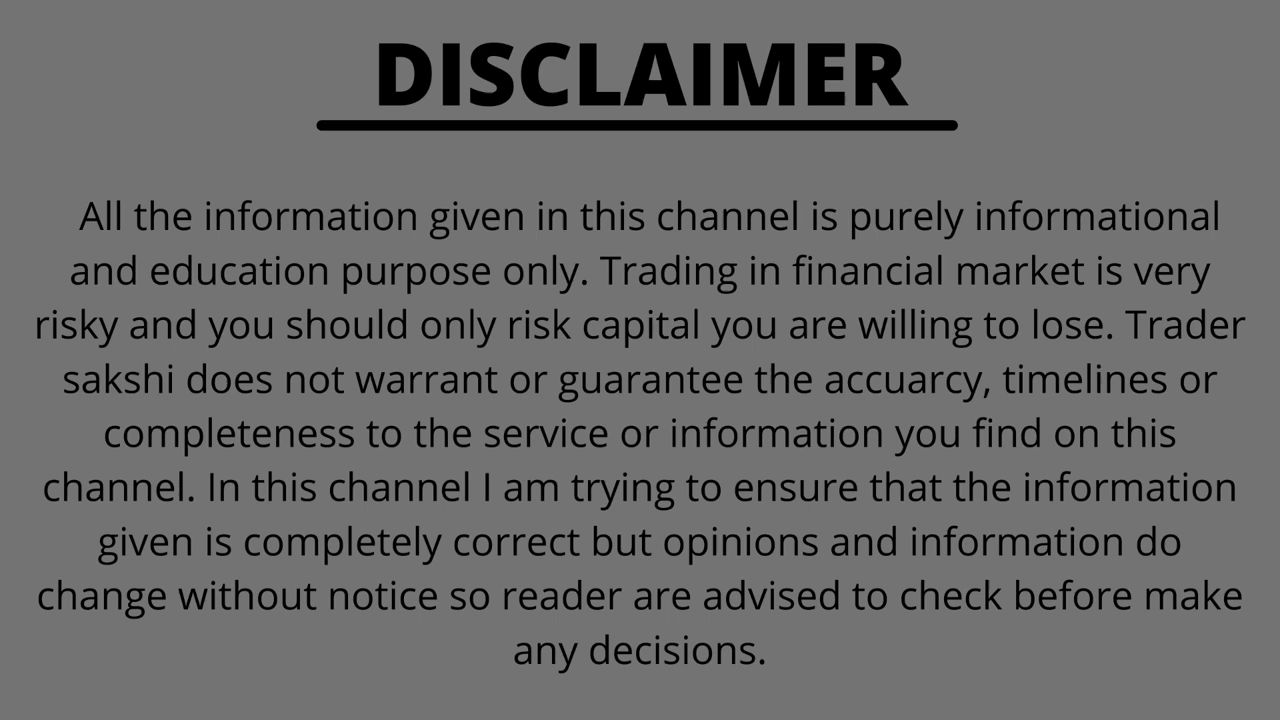 DISCLAIMER
All the information given in this channel is purely informational
and education purpose only. Trading in financial market is very
risky and you should only risk capital you are willing to lose. Trader
sakshi does not warrant or guarantee the accuarcy, timelines or
completeness to the service or information you find on this
channel. In this channel I am trying to ensure that the information
given is completely correct but opinions and information do
change without notice so reader are advised to check before make
any decisions.